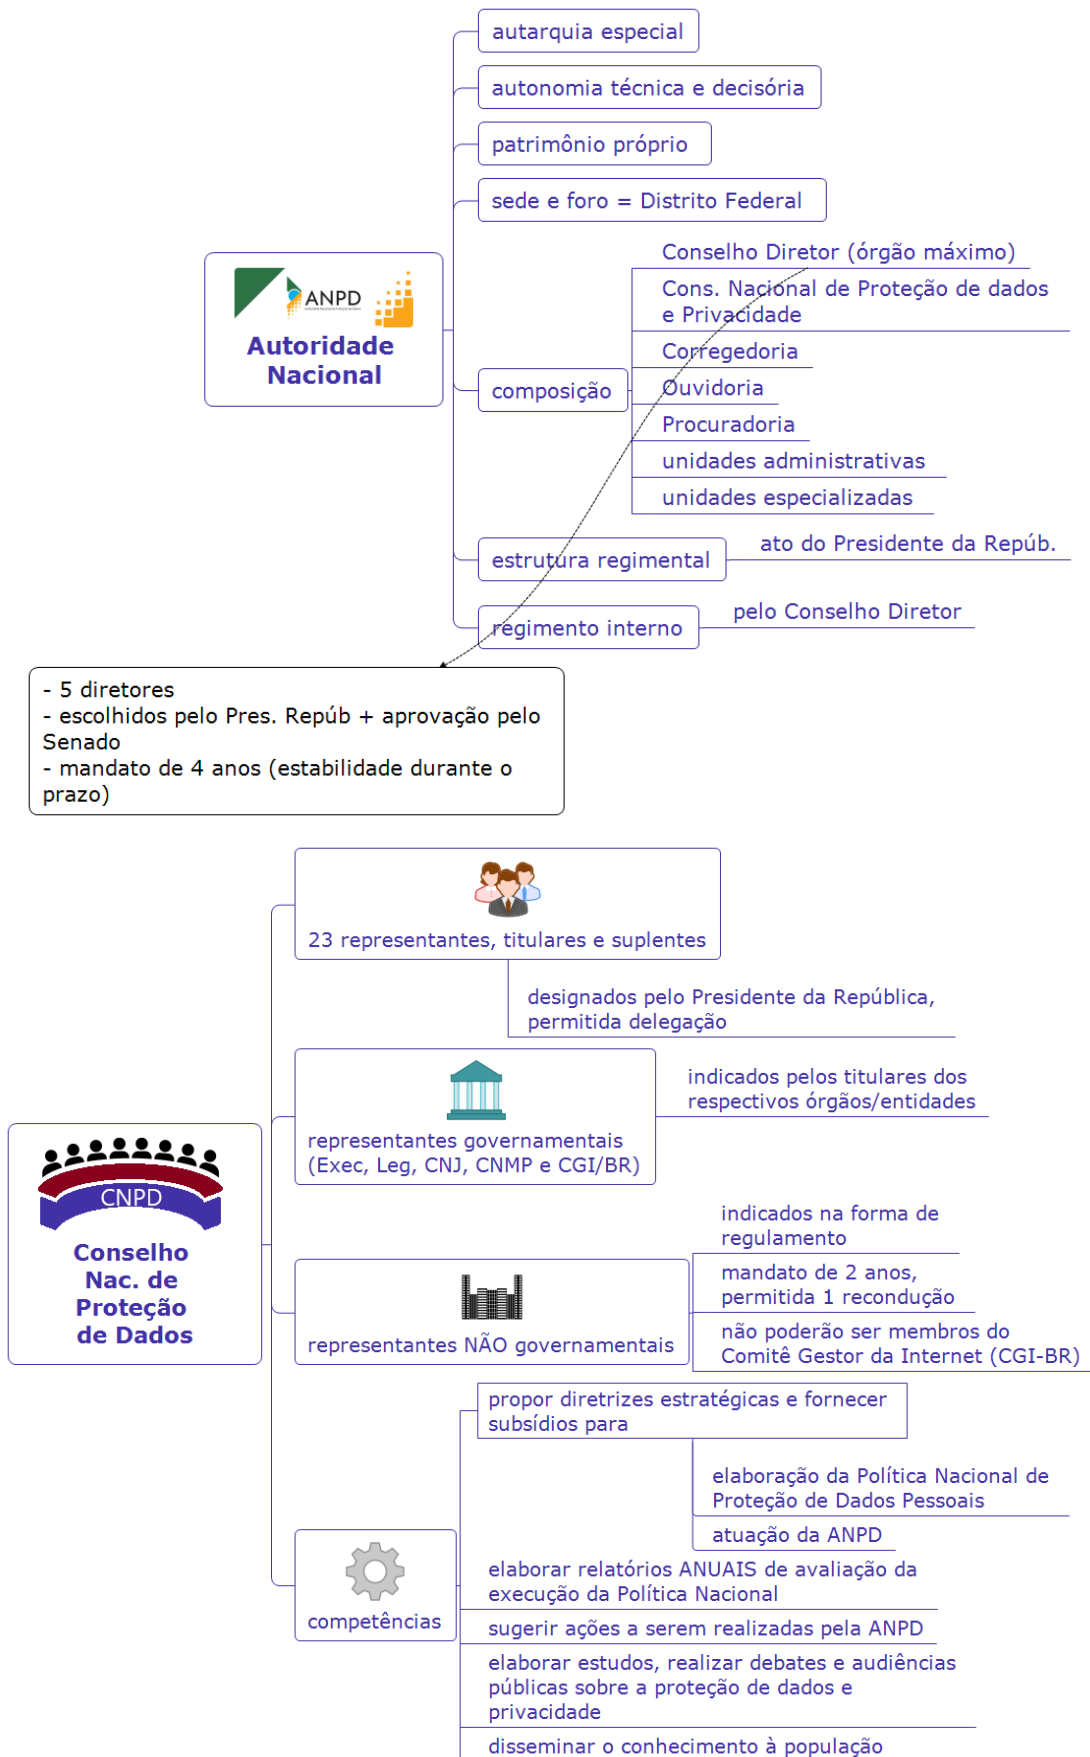 autarquia especial
autonomia técnica e decisória
patrimônio próprio
sede e foro = Distrito Federal
ANPD
Autoridade
Nacional
composição
Conselho Diretor (órgão máximo)
Cons. Nacional de Proteção de dados
e Privacidade
Corregedoria
Ouvidoria
Procuradoria
unidades administrativas
unidades especializadas
estrutura regimental
ato do Presidente da Repúb.
regimento interno
pelo Conselho Diretor
- 5 diretores
- escolhidos pelo Pres. Repúb + aprovação pelo
Senado
- mandato de 4 anos (estabilidade durante o
prazo)
CNPD
Conselho
Nac. de
Proteção
de Dados
23 representantes, titulares e suplentes
designados pelo Presidente da República,
permitida delegação
representantes governamentais
(Exec, Leg, CNJ, CNMP e CGI/BR)
indicados pelos titulares dos
respectivos órgãos/entidades
representantes NÃO governamentais
indicados na forma de
regulamento
mandato de 2 anos,
permitida 1 recondução
não poderão ser membros do
Comitê Gestor da Internet (CGI-BR)
competências
propor diretrizes estratégicas e fornecer
subsídios para
elaboração da Política Nacional de
Proteção de Dados Pessoais
atuação da ANPD
elaborar relatórios ANUAIS de avaliação da
execução da Política Nacional
sugerir ações a serem realizadas pela ANPD
elaborar estudos, realizar debates e audiências
públicas sobre a proteção de dados e
privacidade
disseminar o conhecimento à população